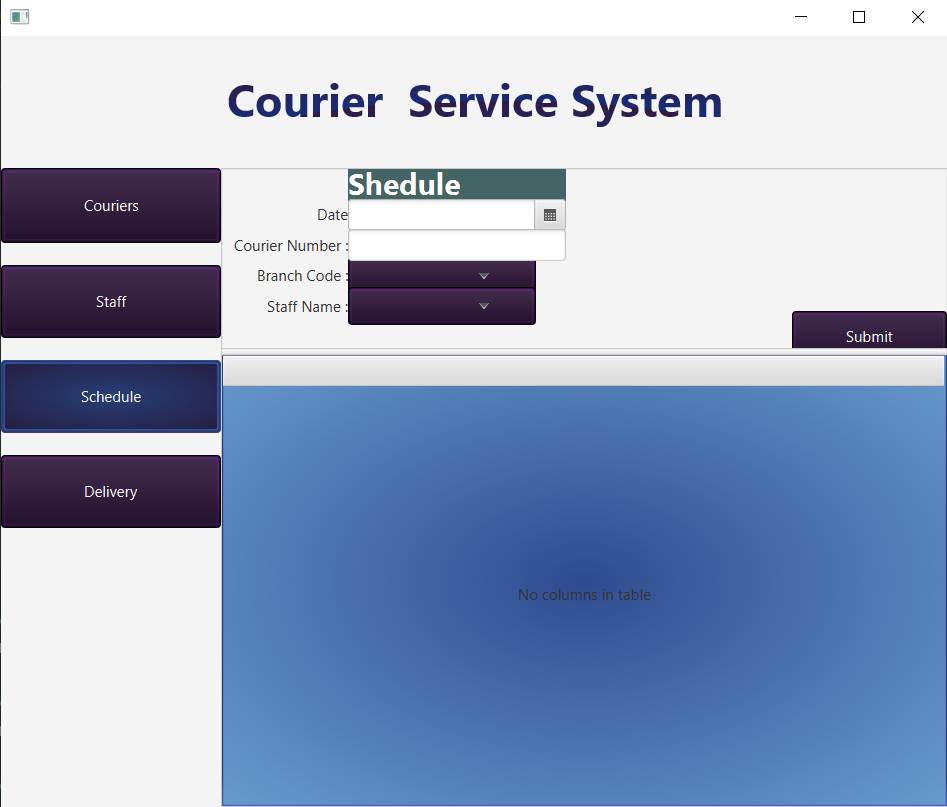 Courier  Service System
Couriers
Staff
Schedule
Delivery
Shedule
Date
Courier Number :
Branch Code :
Staff Name :
Submit
No columns in table